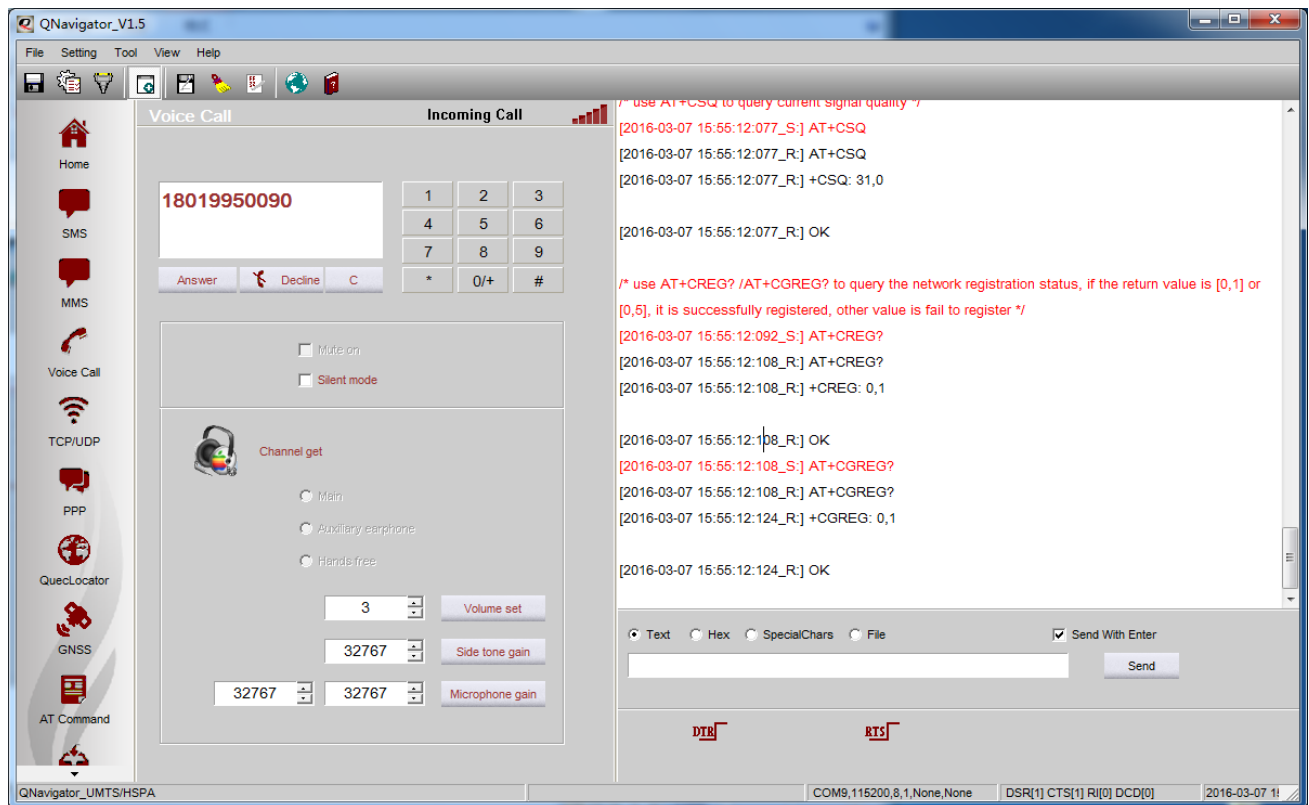 QNavigator_V1.5
File Setting Tool View Help
Home
SMS
MMS
Voice Call
TCP/UDP
PPP
QuecLocator
GNSS
AT Command
Voice Call Incoming Call
18019950090
1 2 3
4 5 6
7 8 9
* 0/+ #
Answer Decline C
Mute on
Silent mode
Channel get
Main
Auxiliary earphone
Hands free
3 Volume set
32767 Side tone gain
32767 32767 Microphone gain
/* use AT+CSQ to query current signal quality */
[2016-03-07 15:55:12:077_S:] AT+CSQ
[2016-03-07 15:55:12:077_R:] AT+CSQ
[2016-03-07 15:55:12:077_R:] +CSQ: 31,0
[2016-03-07 15:55:12:077_R:] OK
/* use AT+CREG? /AT+CGREG? to query the network registration status, if the return value is [0,1] or
[0,5], it is successfully registered, other value is fail to register */
[2016-03-07 15:55:12:092_S:] AT+CREG?
[2016-03-07 15:55:12:108_R:] AT+CREG?
[2016-03-07 15:55:12:108_R:] +CREG: 0,1
[2016-03-07 15:55:12:108_R:] OK
[2016-03-07 15:55:12:108_S:] AT+CGREG?
[2016-03-07 15:55:12:108_R:] AT+CGREG?
[2016-03-07 15:55:12:124_R:] +CGREG: 0,1
[2016-03-07 15:55:12:124_R:] OK
Text Hex SpecialChars File Send With Enter
Send
DTR RTS
QNavigator_UMTS/HSPA COM9,115200,8,1,None,None DSR[1] CTS[1] RI[0] DCD[0] 2016-03-07